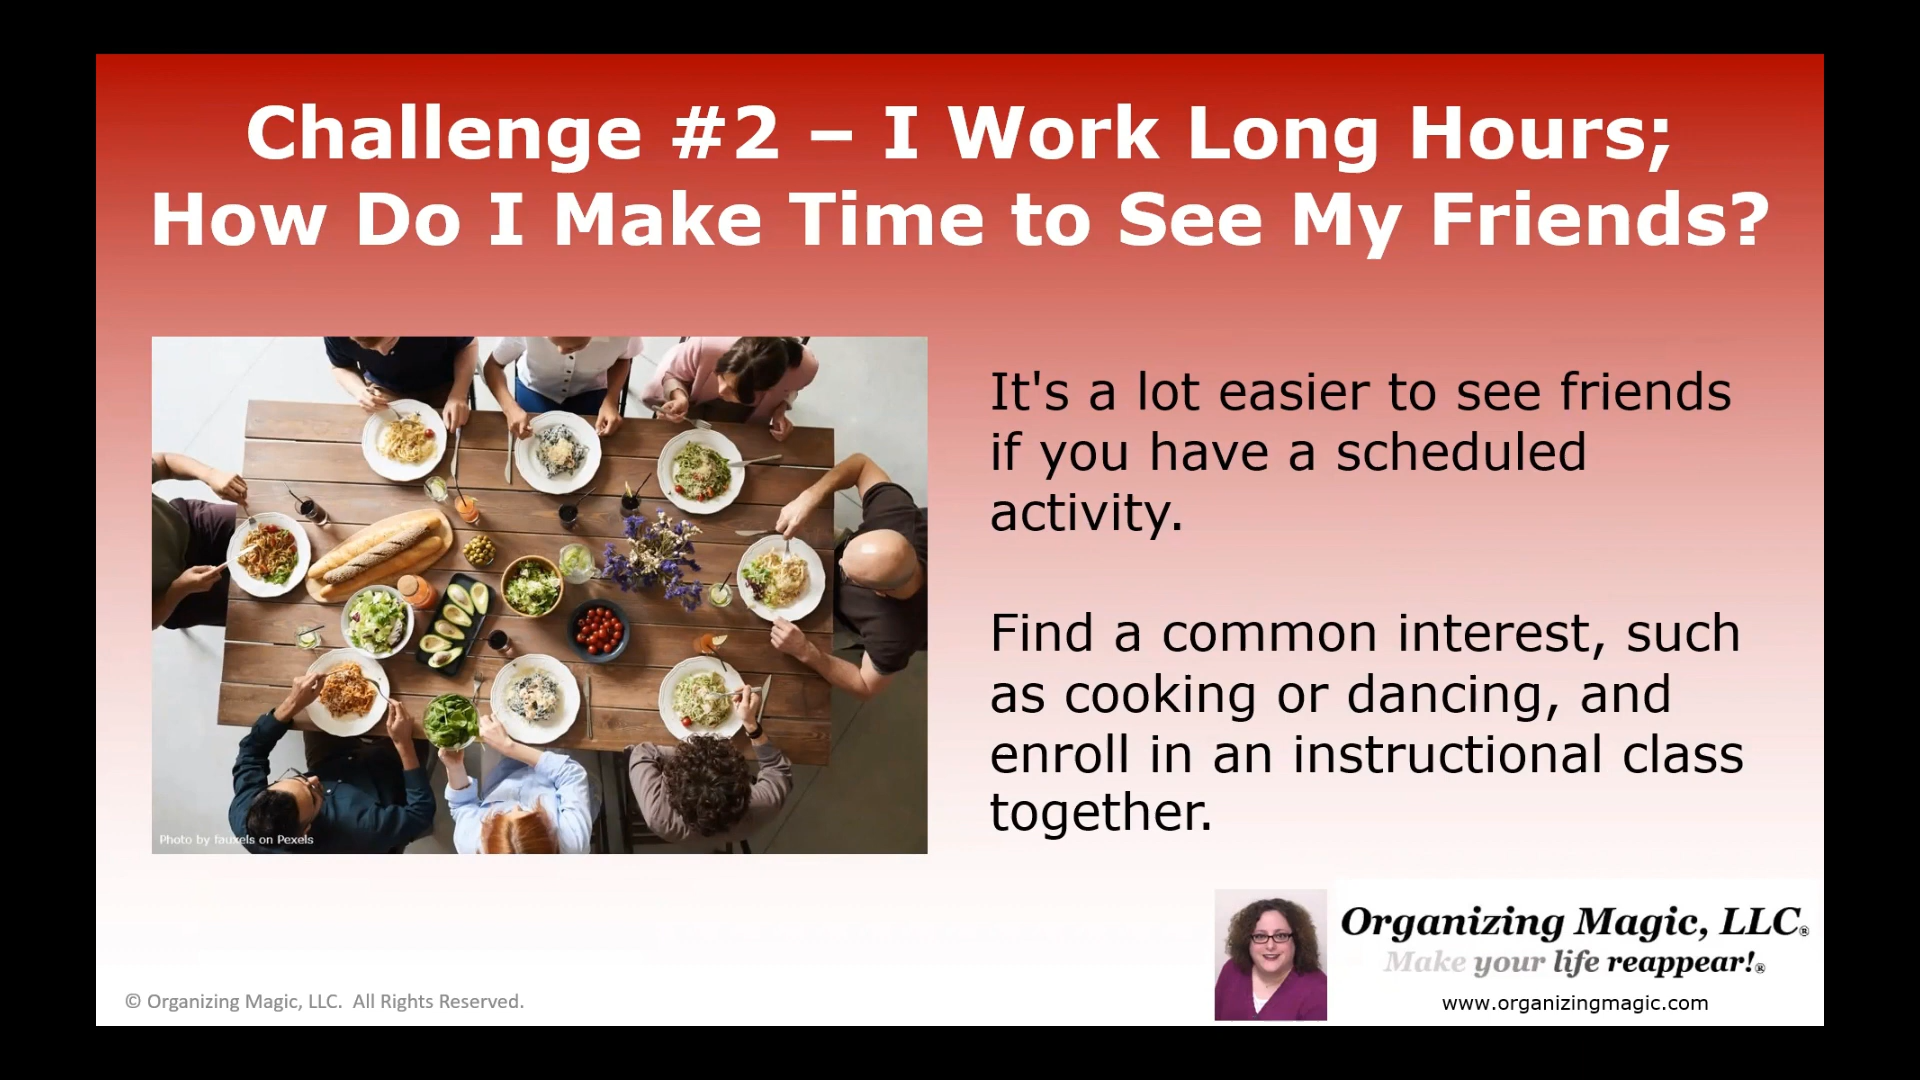 Challenge #2 – I Work Long Hours;
How Do I Make Time to See My Friends?
It's a lot easier to see friends
if you have a scheduled
activity.
Find a common interest, such
as cooking or dancing, and
enroll in an instructional class
together.
Photo by fauxels on Pexels
Organizing Magic, LLC®
Make your life reappear!®
www.organizingmagic.com
© Organizing Magic, LLC. All Rights Reserved.